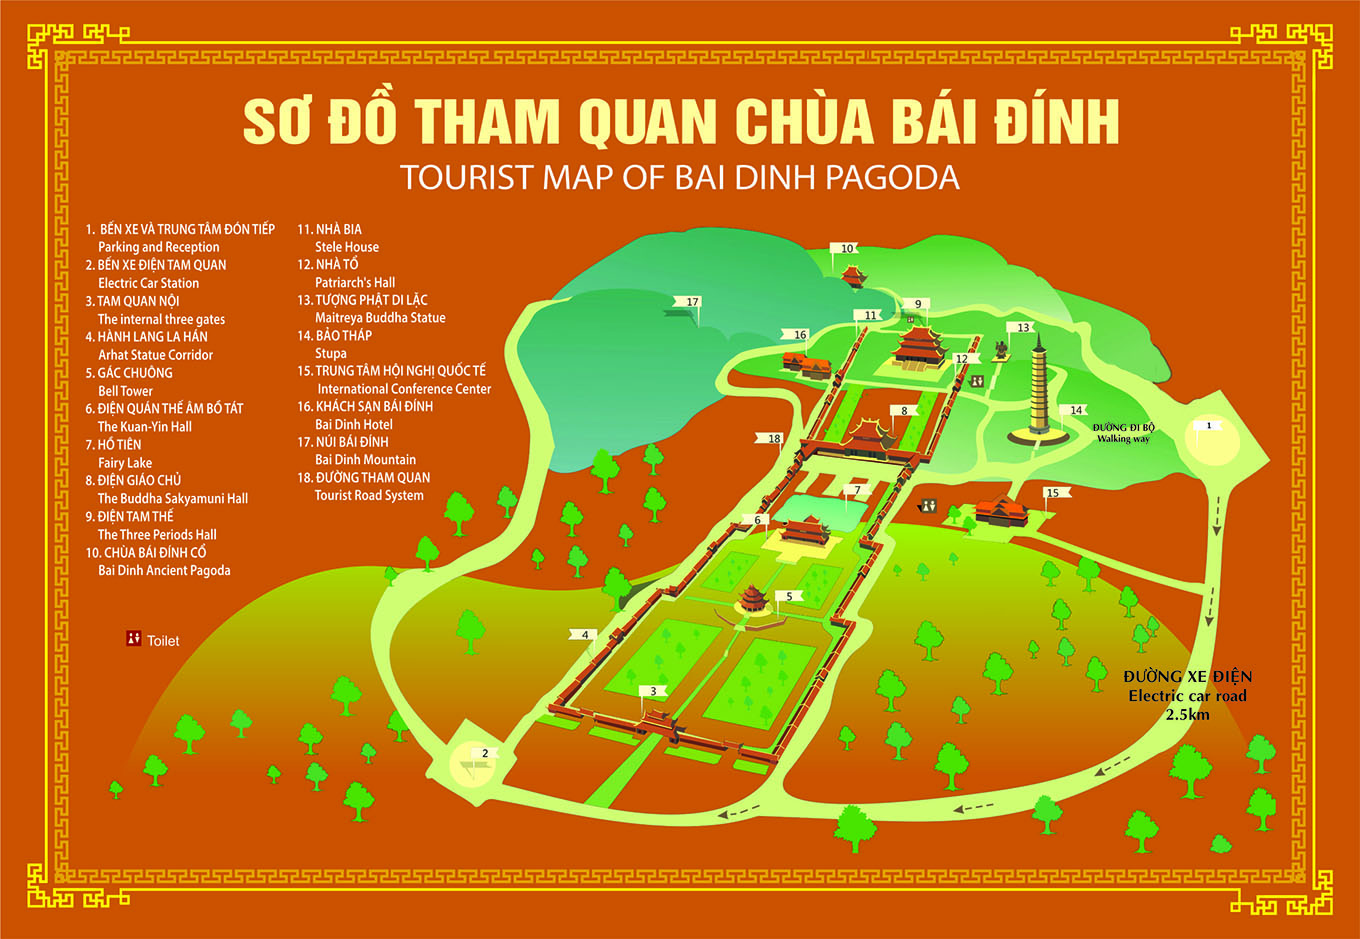 SƠ ĐỒ THAM QUAN CHÙA BÁI ĐÍNH
TOURIST MAP OF BAI DINH PAGODA
1. BẾN XE VÀ TRUNG TÂM ĐÓN TIẾP
Parking and Reception
2. BẾN XE ĐIỆN TAM QUAN
Electric Car Station
3. TAM QUAN NỘI
The internal three gates
4. HÀNH LANG LA HÁN
Arhat Statue Corridor
5. GÁC CHUÔNG
Bell Tower
6. ĐIỆN QUÁN THẾ ÂM BỒ TÁT
The Kuan-Yin Hall
7. HỒ TIÊN
Fairy Lake
8. ĐIỆN GIÁO CHỦ
The Buddha Sakyamuni Hall
9. ĐIỆN TAM THẾ
The Three Periods Hall
10. CHÙA BÁI ĐÍNH CỔ
Bai Dinh Ancient Pagoda
11. NHÀ BIA
Stele House
12. NHÀ TỔ
Patriarch's Hall
13. TƯỢNG PHẬT DI LẶC
Maitreya Buddha Statue
14. BẢO THÁP
Stupa
15. TRUNG TÂM HỘI NGHỊ QUỐC TẾ
International Conference Center
16. KHÁCH SẠN BÁI ĐÍNH
Bai Dinh Hotel
17. NÚI BÁI ĐÍNH
Bai Dinh Mountain
18. ĐƯỜNG THAM QUAN
Tourist Road System
Toilet
10
17
9
11
13
16
12
8
14
ĐƯỜNG ĐI BỘ
Walking way
1
18
7
15
6
5
4
3
2
ĐƯỜNG XE ĐIỆN
Electric car road
2.5km